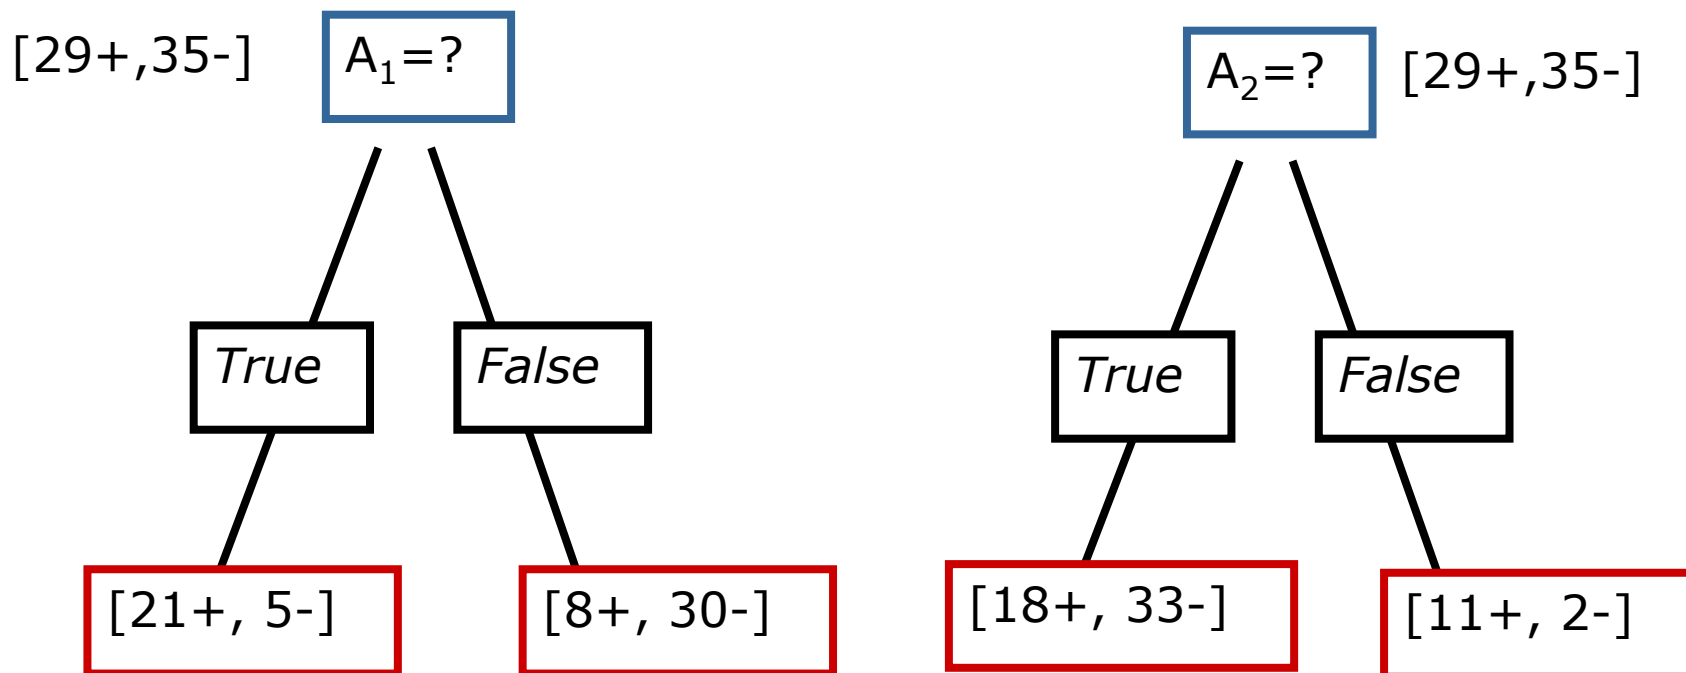 [29+,35-]
A₁=?
True
False
[21+, 5-]
[8+, 30-]
A₂=?
[29+,35-]
True
False
[18+, 33-]
[11+, 2-]